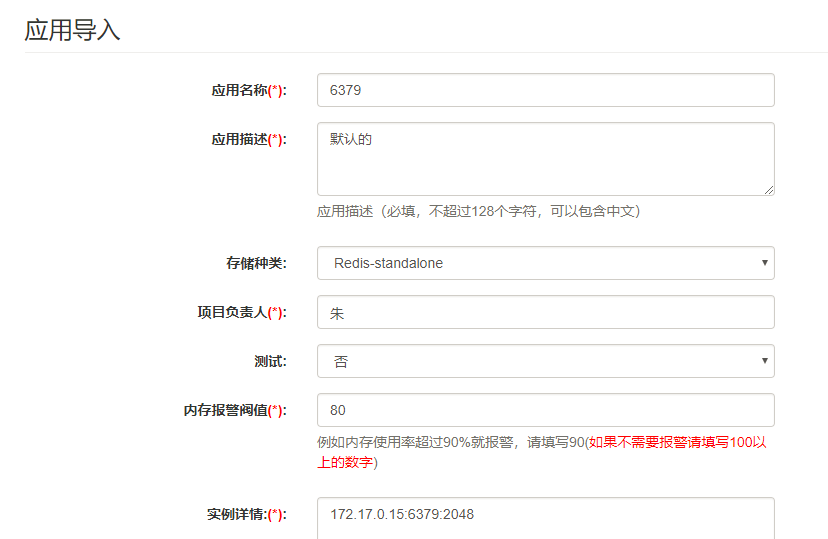 应用导入
应用名称(*): 6379
应用描述(*): 默认的
应用描述（必填，不超过128个字符，可以包含中文）
存储种类: Redis-standalone
项目负责人(*): 朱
测试: 否
内存报警阀值(*): 80
例如内存使用率超过90%就报警，请填写90(如果不需要报警请填写100以
上的数字)
实例详情:(*): 172.17.0.15:6379:2048